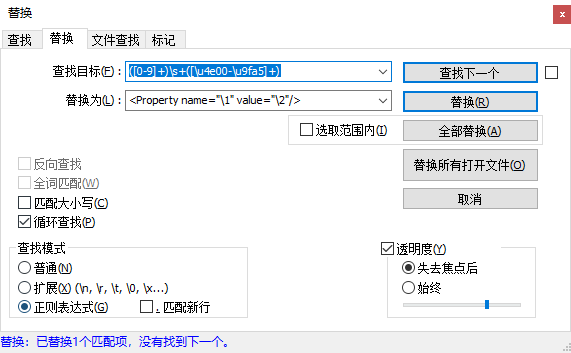 替换
查找 替换 文件查找 标记
查找目标(F) : ([0-9]+)\s+([\u4e00-\u9fa5]+) 查找下一个
替换为(L) : <Property name="\1" value="\2"/> 替换(R)
选取范围内(I) 全部替换(A)
反向查找 替换所有打开文件(O)
全词匹配(W)
匹配大小写(C) 取消
循环查找(P)
查找模式 透明度(Y)
普通(N) 失去焦点后
扩展(X) (\n, \r, \t, \0, \x...) 始终
正则表达式(G) . 匹配新行
替换: 已替换1个匹配项，没有找到下一个。